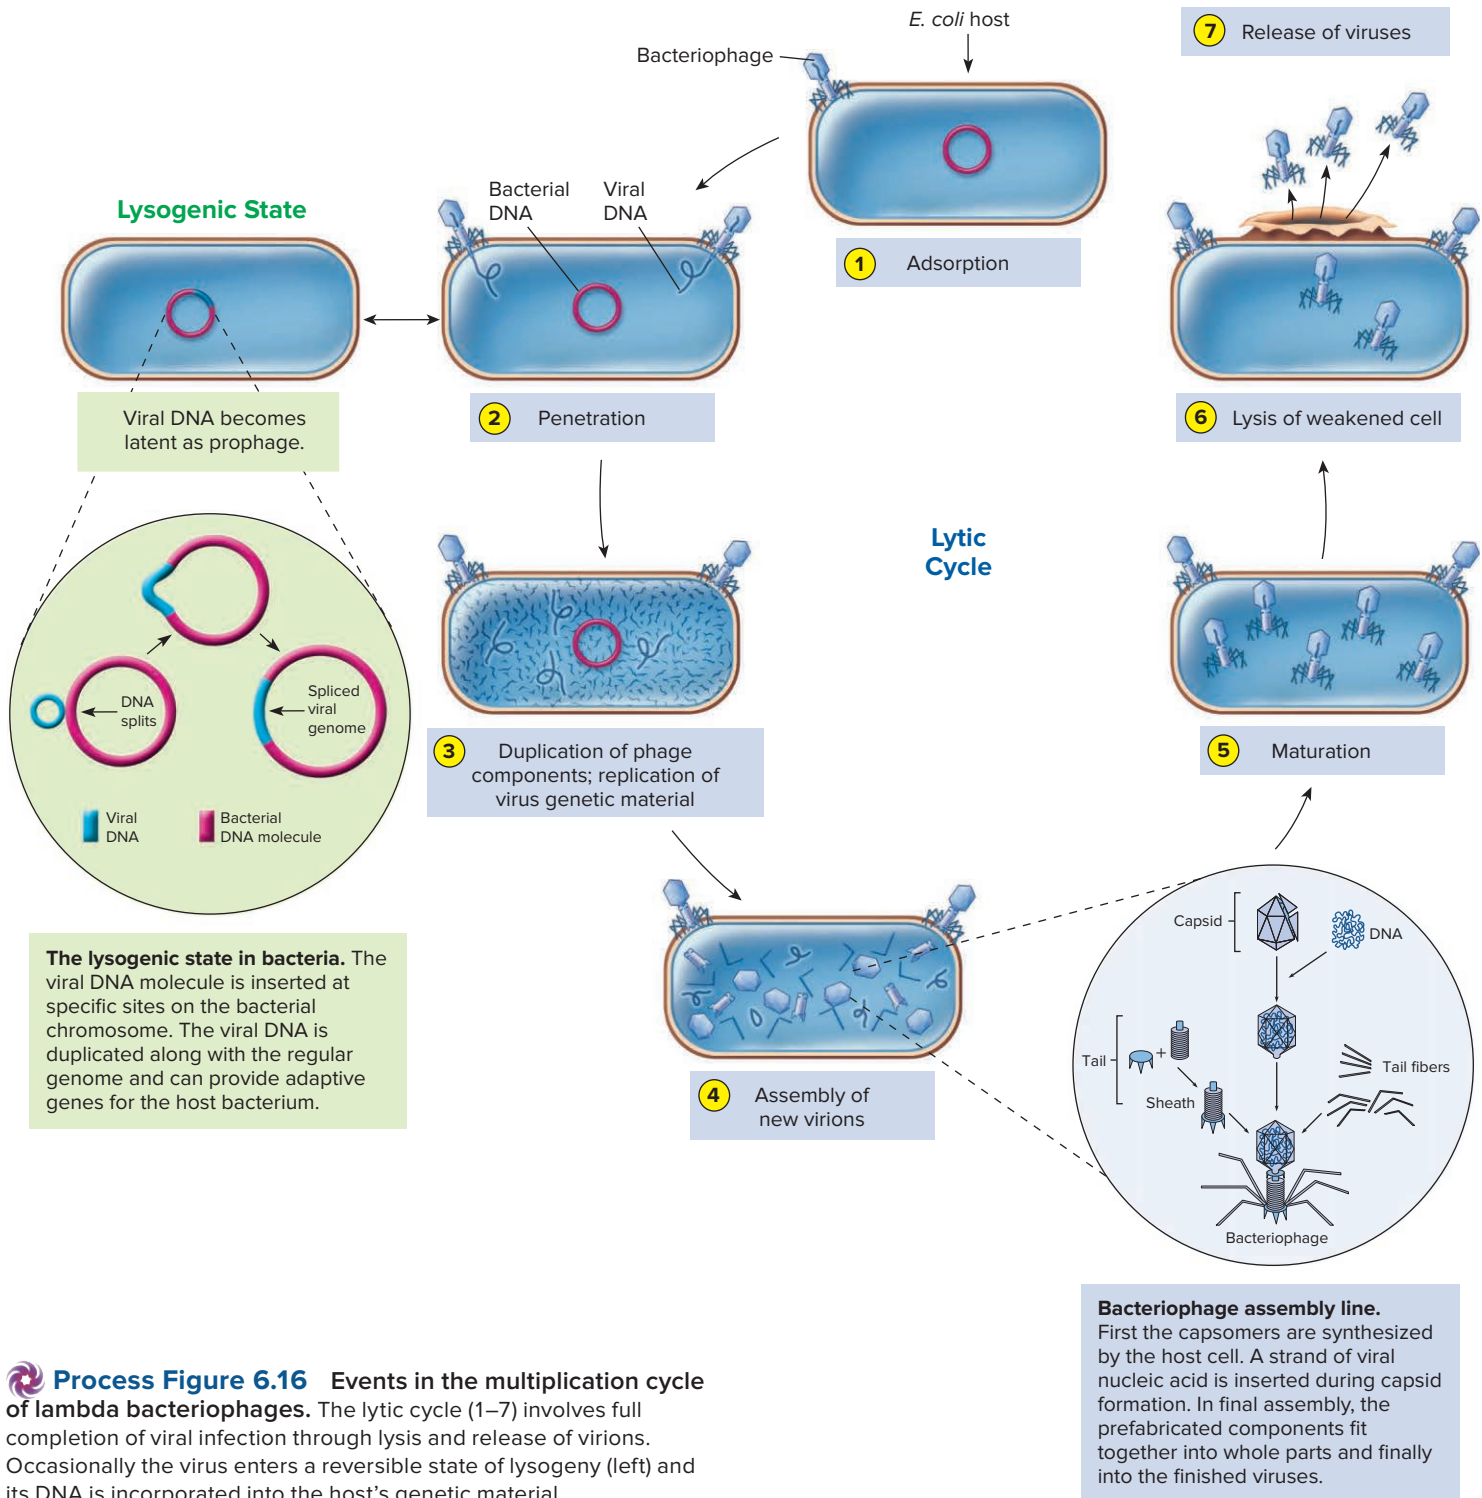 E. coli host
Bacteriophage
7 Release of viruses
1 Adsorption
Lysogenic State
Bacterial
DNA
Viral
DNA
Viral DNA becomes
latent as prophage.
2 Penetration
6 Lysis of weakened cell
Lytic
Cycle
DNA
splits
Spliced
viral
genome
Viral
DNA
Bacterial
DNA molecule
3 Duplication of phage
components; replication of
virus genetic material
5 Maturation
The lysogenic state in bacteria. The
viral DNA molecule is inserted at
specific sites on the bacterial
chromosome. The viral DNA is
duplicated along with the regular
genome and can provide adaptive
genes for the host bacterium.
4 Assembly of
new virions
Capsid
DNA
Tail
+
Sheath
Tail fibers
Bacteriophage
Bacteriophage assembly line.
First the capsomers are synthesized
by the host cell. A strand of viral
nucleic acid is inserted during capsid
formation. In final assembly, the
prefabricated components fit
together into whole parts and finally
into the finished viruses.
Process Figure 6.16 Events in the multiplication cycle
of lambda bacteriophages. The lytic cycle (1–7) involves full
completion of viral infection through lysis and release of virions.
Occasionally the virus enters a reversible state of lysogeny (left) and
its DNA is incorporated into the host's genetic material